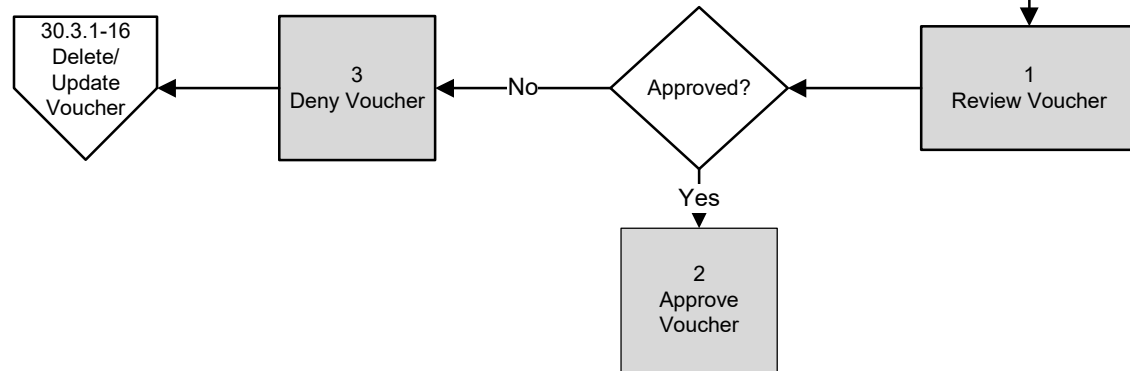 30.3.1-16
Delete/
Update
Voucher
3
Deny Voucher
No
Approved?
1
Review Voucher
Yes
2
Approve
Voucher